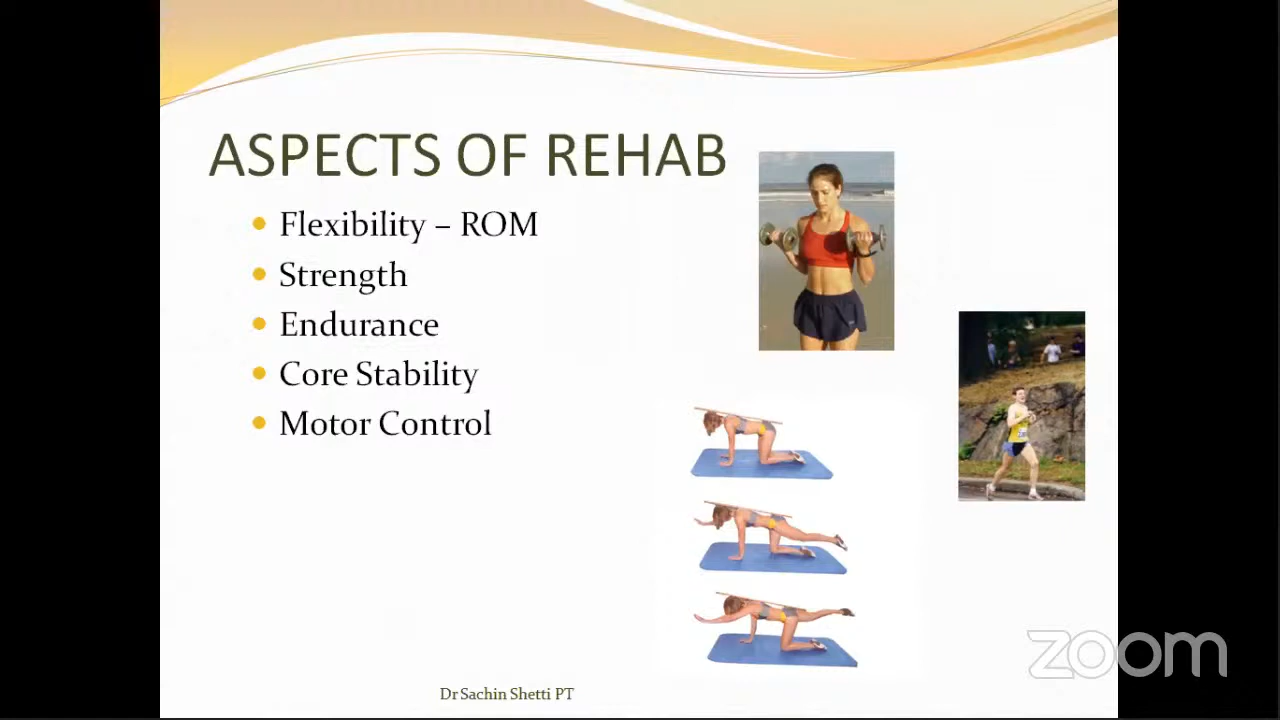 ASPECTS OF REHAB
Flexibility – ROM
Strength
Endurance
Core Stability
Motor Control
zoom
Dr Sachin Shetti PT